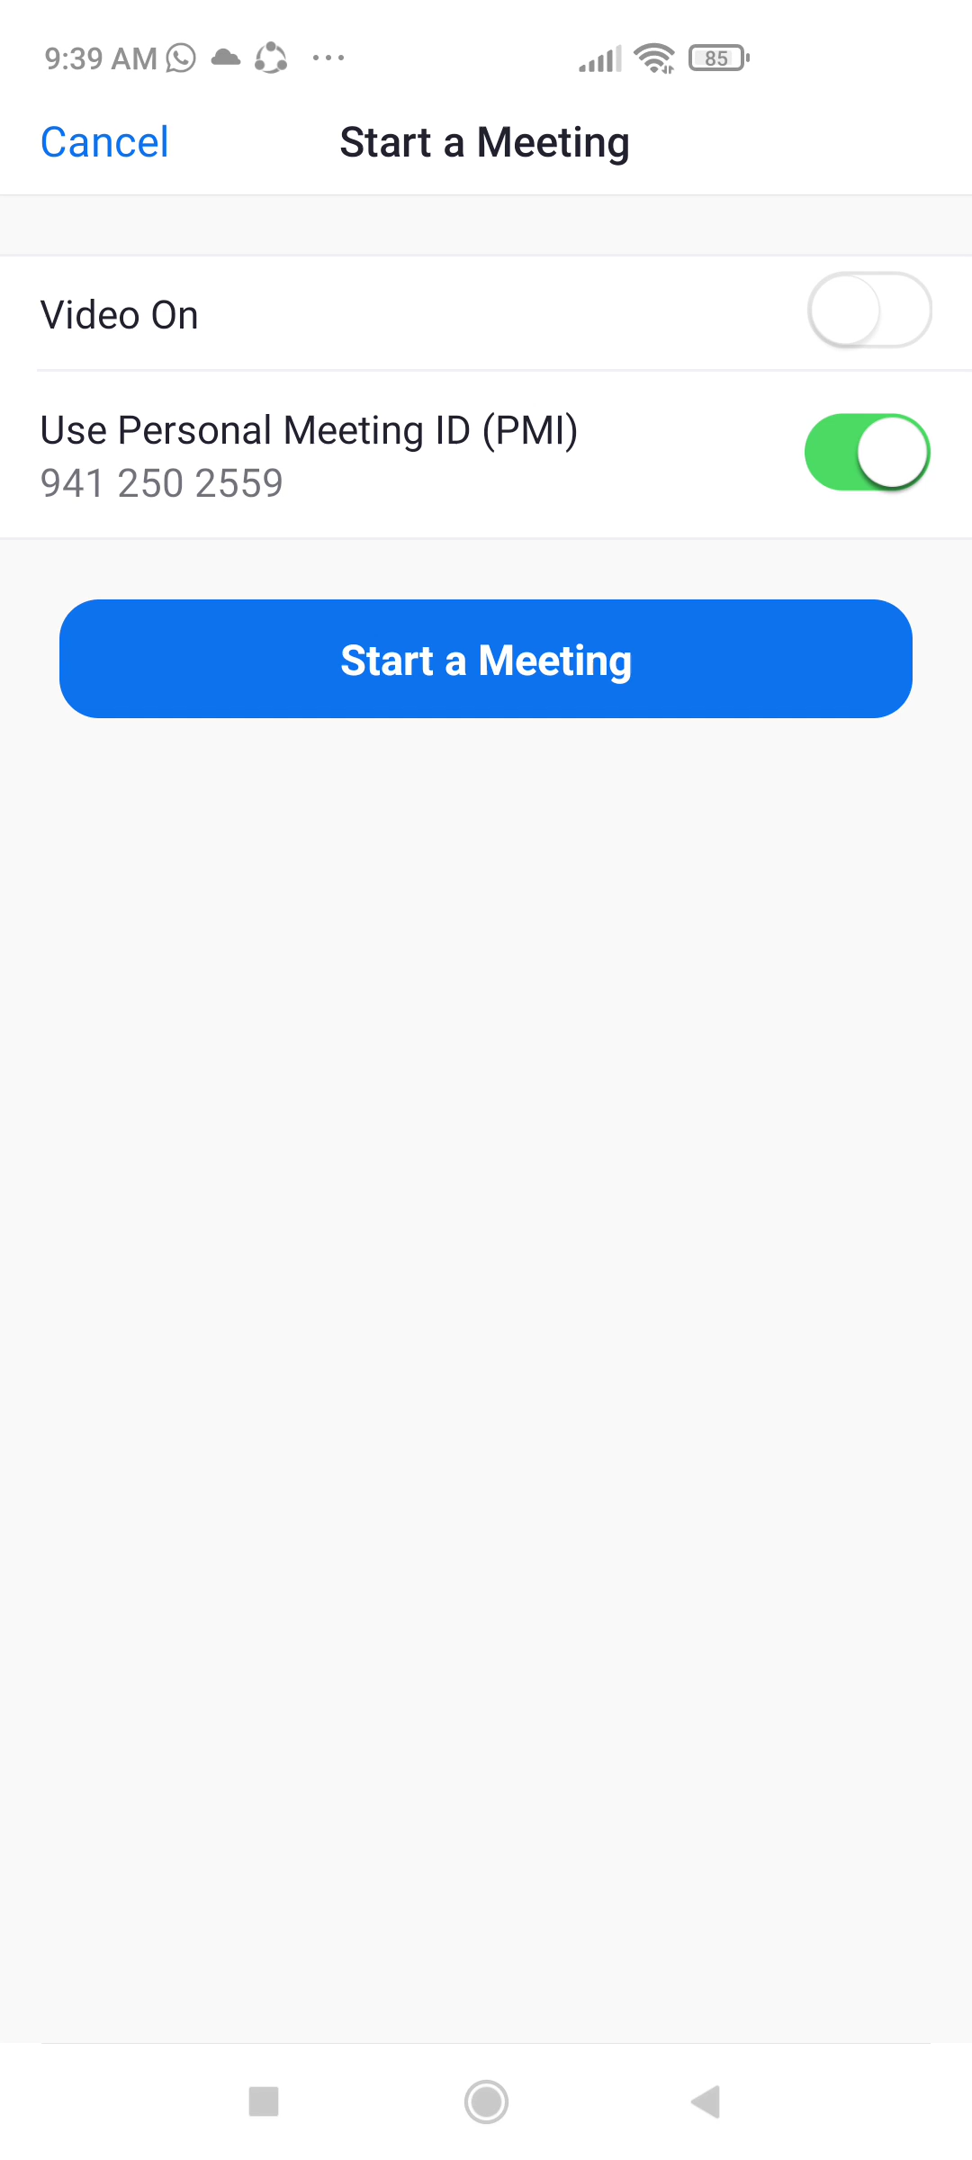 9:39 AM 85
Cancel Start a Meeting
Video On
Use Personal Meeting ID (PMI)
941 250 2559
Start a Meeting